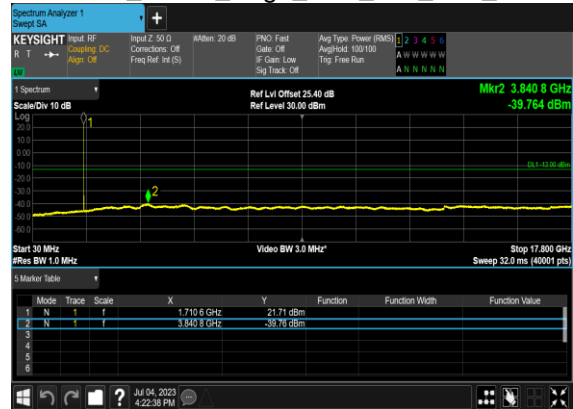 Spectrum Analyzer 1
Swept SA
+
KEYSIGHT
R T
Input: RF
Coupling: DC
Align: Off
Input Z: 50 Ω
Corrections: Off
Freq Ref: Int (S)
#Atten: 20 dB
PNO: Fast
Gate: Off
IF Gain: Low
Sig Track: Off
Avg Type: Power (RMS)
Avg|Hold: 100/100
Trig: Free Run
1 2 3 4 5 6
A W W W W W
A N N N N N
LXI
1 Spectrum
Scale/Div 10 dB
Ref Lvl Offset 25.40 dB
Ref Level 30.00 dBm
Mkr2 3.840 8 GHz
-39.764 dBm
Log
20.0
10.0
0.00
-10.0
-20.0
-30.0
-40.0
-50.0
-60.0
1
2
DL1 -13.00 dBm
Start 30 MHz
#Res BW 1.0 MHz
Video BW 3.0 MHz*
Stop 17.800 GHz
Sweep 32.0 ms (40001 pts)
5 Marker Table
Mode Trace Scale X Y Function Function Width Function Value
1 N 1 f 1.710 6 GHz 21.71 dBm
2 N 1 f 3.840 8 GHz -39.76 dBm
3
4
5
6
?
Jul 04, 2023
4:22:38 PM